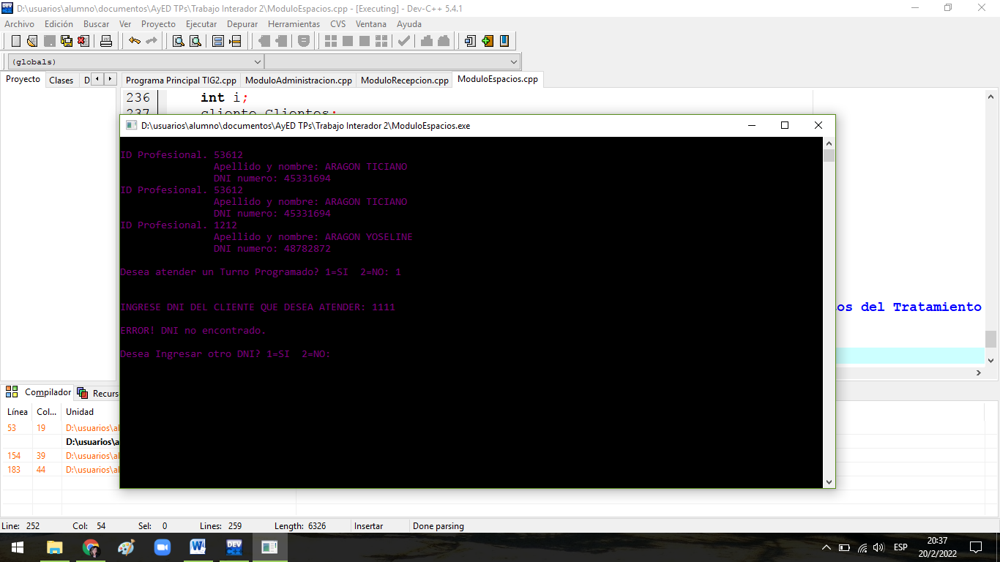 D:\usuarios\alumno\documentos\AyED TPs\Trabajo Interador 2\ModuloEspacios.cpp - [Executing] - Dev-C++ 5.4.1
Archivo Edición Buscar Ver Proyecto Ejecutar Depurar Herramientas CVS Ventana Ayuda
(globals)
Proyecto Clases D Programa Principal TIG2.cpp ModuloAdministracion.cpp ModuloRecepcion.cpp ModuloEspacios.cpp
236 int i;
237 cliente Clientes;
D:\usuarios\alumno\documentos\AyED TPs\Trabajo Interador 2\ModuloEspacios.exe
ID Profesional. 53612
Apellido y nombre: ARAGON TICIANO
DNI numero: 45331694
ID Profesional. 53612
Apellido y nombre: ARAGON TICIANO
DNI numero: 45331694
ID Profesional. 1212
Apellido y nombre: ARAGON YOSELINE
DNI numero: 48782872
Desea atender un Turno Programado? 1=SI 2=NO: 1
INGRESE DNI DEL CLIENTE QUE DESEA ATENDER: 1111
os del Tratamiento
ERROR! DNI no encontrado.
Desea Ingresar otro DNI? 1=SI 2=NO:
Compilador Recurs
Línea Col... Unidad
53 19 D:\usuarios\al
D:\usuarios\a
154 39 D:\usuarios\al
183 44 D:\usuarios\al
Line: 252 Col: 54 Sel: 0 Lines: 259 Length: 6326 Insertar Done parsing
ESP
20:37
20/2/2022